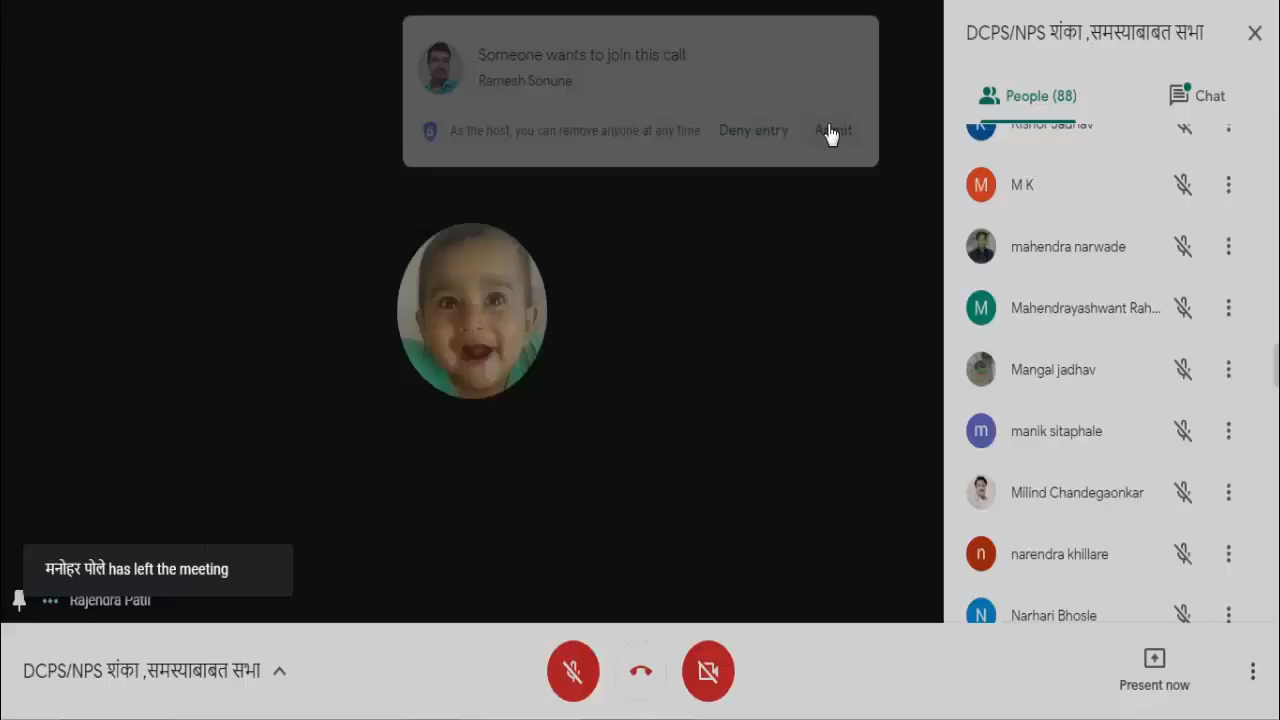 Someone wants to join this call
Ramesh Sonune
As the host, you can remove anyone at any time
Deny entry
Admit
DCPS/NPS शंका ,समस्याबाबत सभा
People (88)
Chat
Kishor Jadhav
M
M K
mahendra narwade
M
Mahendrayashwant Rah...
Mangal jadhav
m
manik sitaphale
Milind Chandegaonkar
n
narendra khillare
N
Narhari Bhosle
मनोहर पोले has left the meeting
Rajendra Patil
DCPS/NPS शंका ,समस्याबाबत सभा
Present now